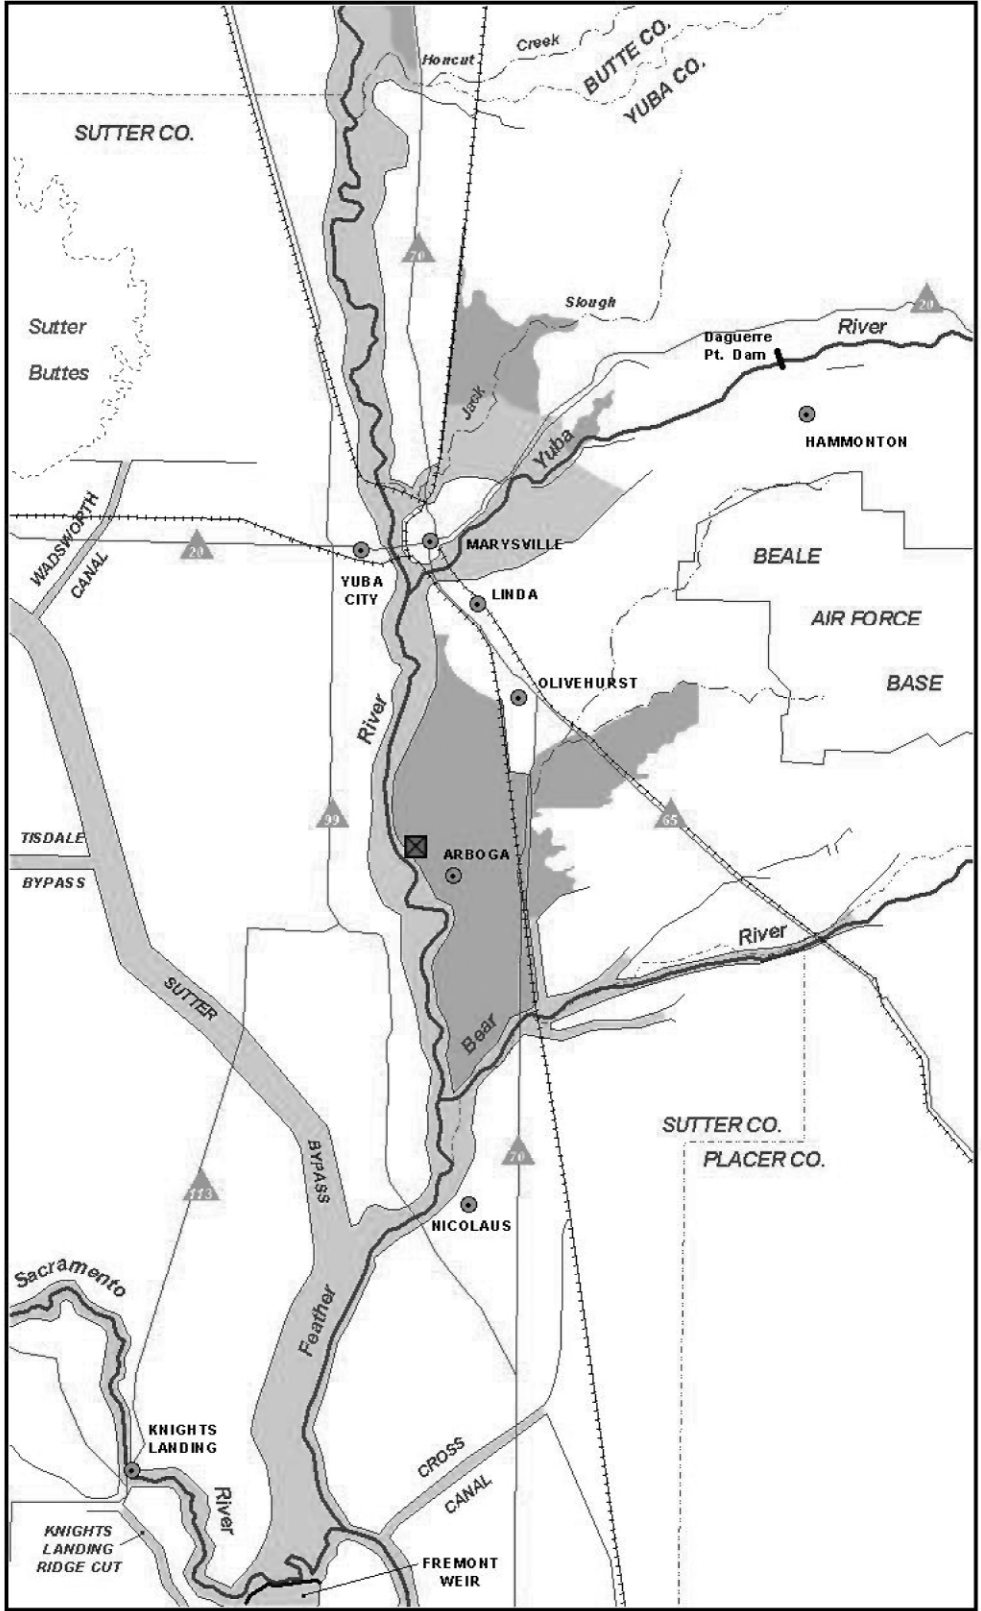 Honcut
Creek
BUTTE CO.
YUBA CO.
SUTTER CO.
70
Slough
20
River
Daguerre
Pt. Dam
Sutter
Buttes
Jack
Yuba
HAMMONTON
WADSWORTH
CANAL
20
MARYSVILLE
BEALE
AIR FORCE
BASE
YUBA
CITY
LINDA
OLIVEHURST
River
99
65
TISDALE
BYPASS
ARBOGA
River
SUTTER
BYPASS
Bear
SUTTER CO.
PLACER CO.
70
113
NICOLAUS
Sacramento
Feather
KNIGHTS
LANDING
CROSS
CANAL
River
KNIGHTS
LANDING
RIDGE CUT
FREMONT
WEIR